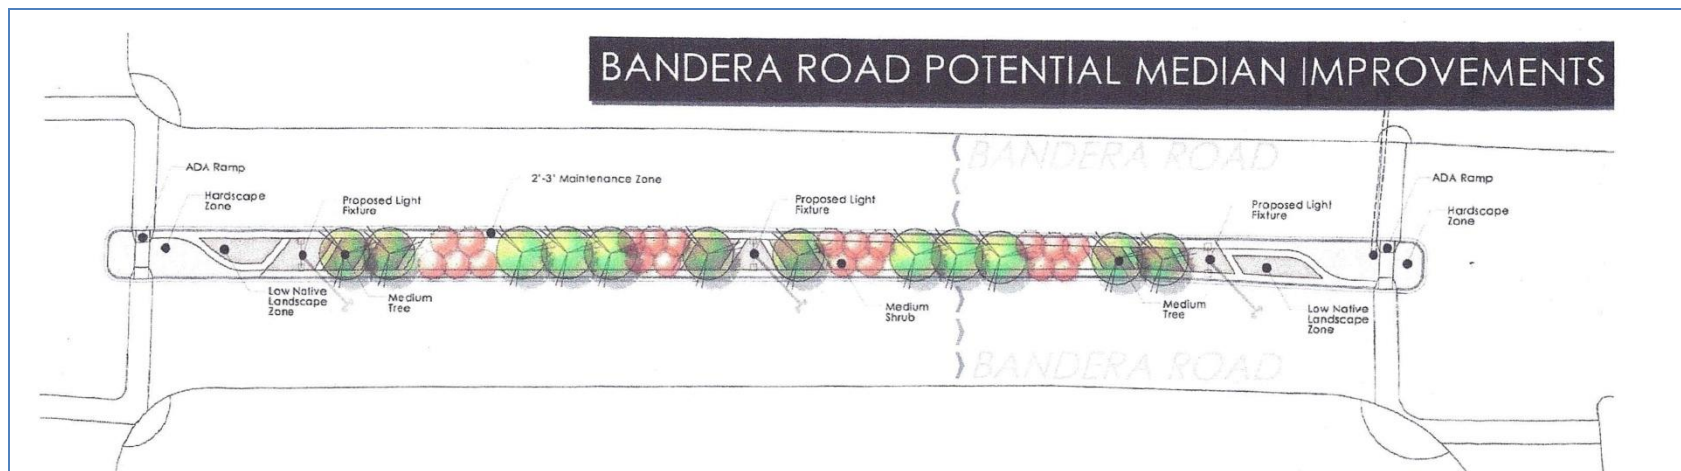 BANDERA ROAD POTENTIAL MEDIAN IMPROVEMENTS
BANDERA ROAD
ADA Ramp
Hardscape
Zone
Proposed Light
Fixture
2'-3' Maintenance Zone
Proposed Light
Fixture
Proposed Light
Fixture
ADA Ramp
Hardscape
Zone
Low Native
Landscape
Zone
Medium
Tree
Medium
Shrub
Medium
Tree
Low Native
Landscape
Zone
BANDERA ROAD